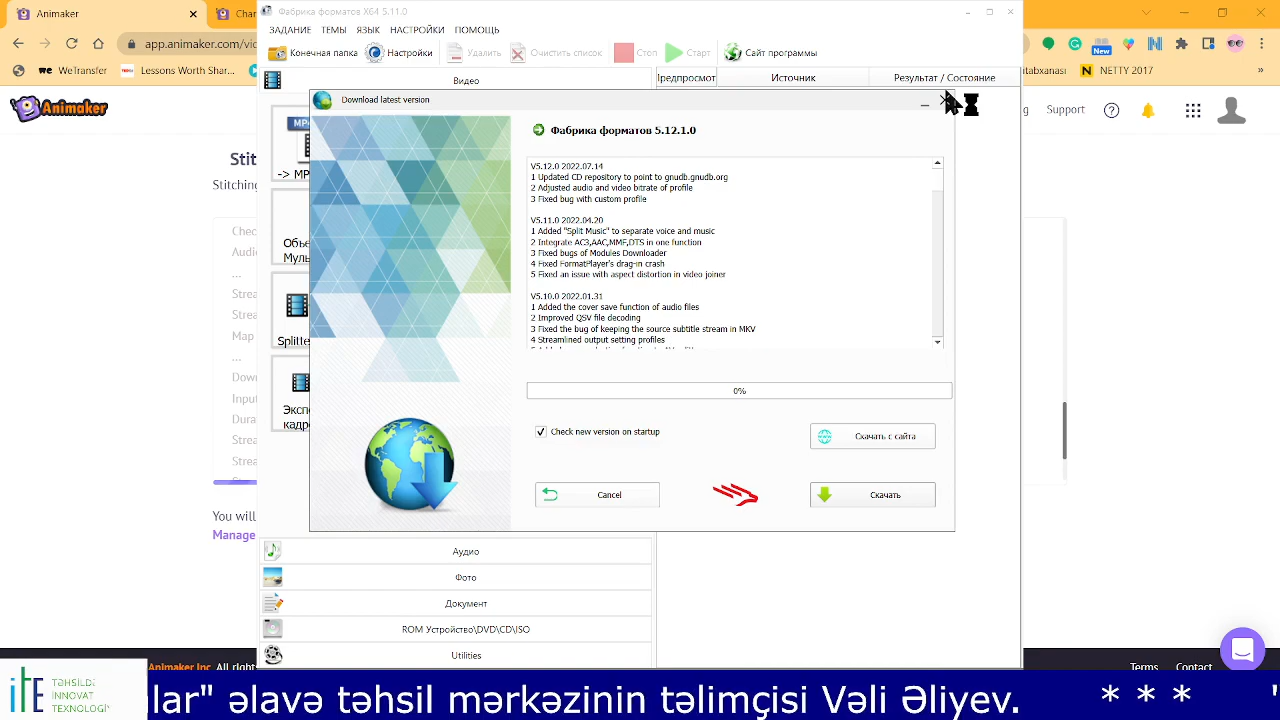 Animaker
Char
Фабрика форматов X64 5.11.0
ЗАДАНИЕ ТЕМЫ ЯЗЫК НАСТРОЙКИ ПОМОЩЬ
app.animaker.com/vid
New
Конечная папка Настройки Удалить Очистить список Стоп Старт Сайт программы
we WeTransfer Lessons Worth Shar...
tabxanası NETTY 2017 »
Видео
Предпросмот Источник Результат / Состояние
Animaker
Download latest version
Support
-> MP
Фабрика форматов 5.12.1.0
Stit
Stitching
V5.12.0 2022.07.14
1 Updated CD repository to point to gnudb.gnudb.org
2 Adjusted audio and video bitrate of profile
3 Fixed bug with custom profile
V5.11.0 2022.04.20
1 Added "Split Music" to separate voice and music
2 Integrate AC3,AAC,MMF,DTS in one function
3 Fixed bugs of Modules Downloader
4 Fixed FormatPlayer's drag-in crash
5 Fixed an issue with aspect distortion in video joiner
V5.10.0 2022.01.31
1 Added the cover save function of audio files
2 Improved QSV file decoding
3 Fixed the bug of keeping the source subtitle stream in MKV
4 Streamlined output setting profiles
Chec
Audio
...
Strea
Strea
Map
...
Dow
Input
Dura
Strea
Strea
Объе
Муль
Splitte
Экспо
кадро
0%
Check new version on startup
Скачать с сайта
Cancel
Скачать
You will
Manage
Аудио
Фото
Документ
ROM Устройство\DVD\CD\ISO
Utilities
Animaker Inc. All righ
Terms Contact
TƏHSİLDƏ
İNNOVATİV
TEXNOLOGİYALAR
lar" əlavə təhsil mərkəzinin təlimçisi Vəli Əliyev. * * * "